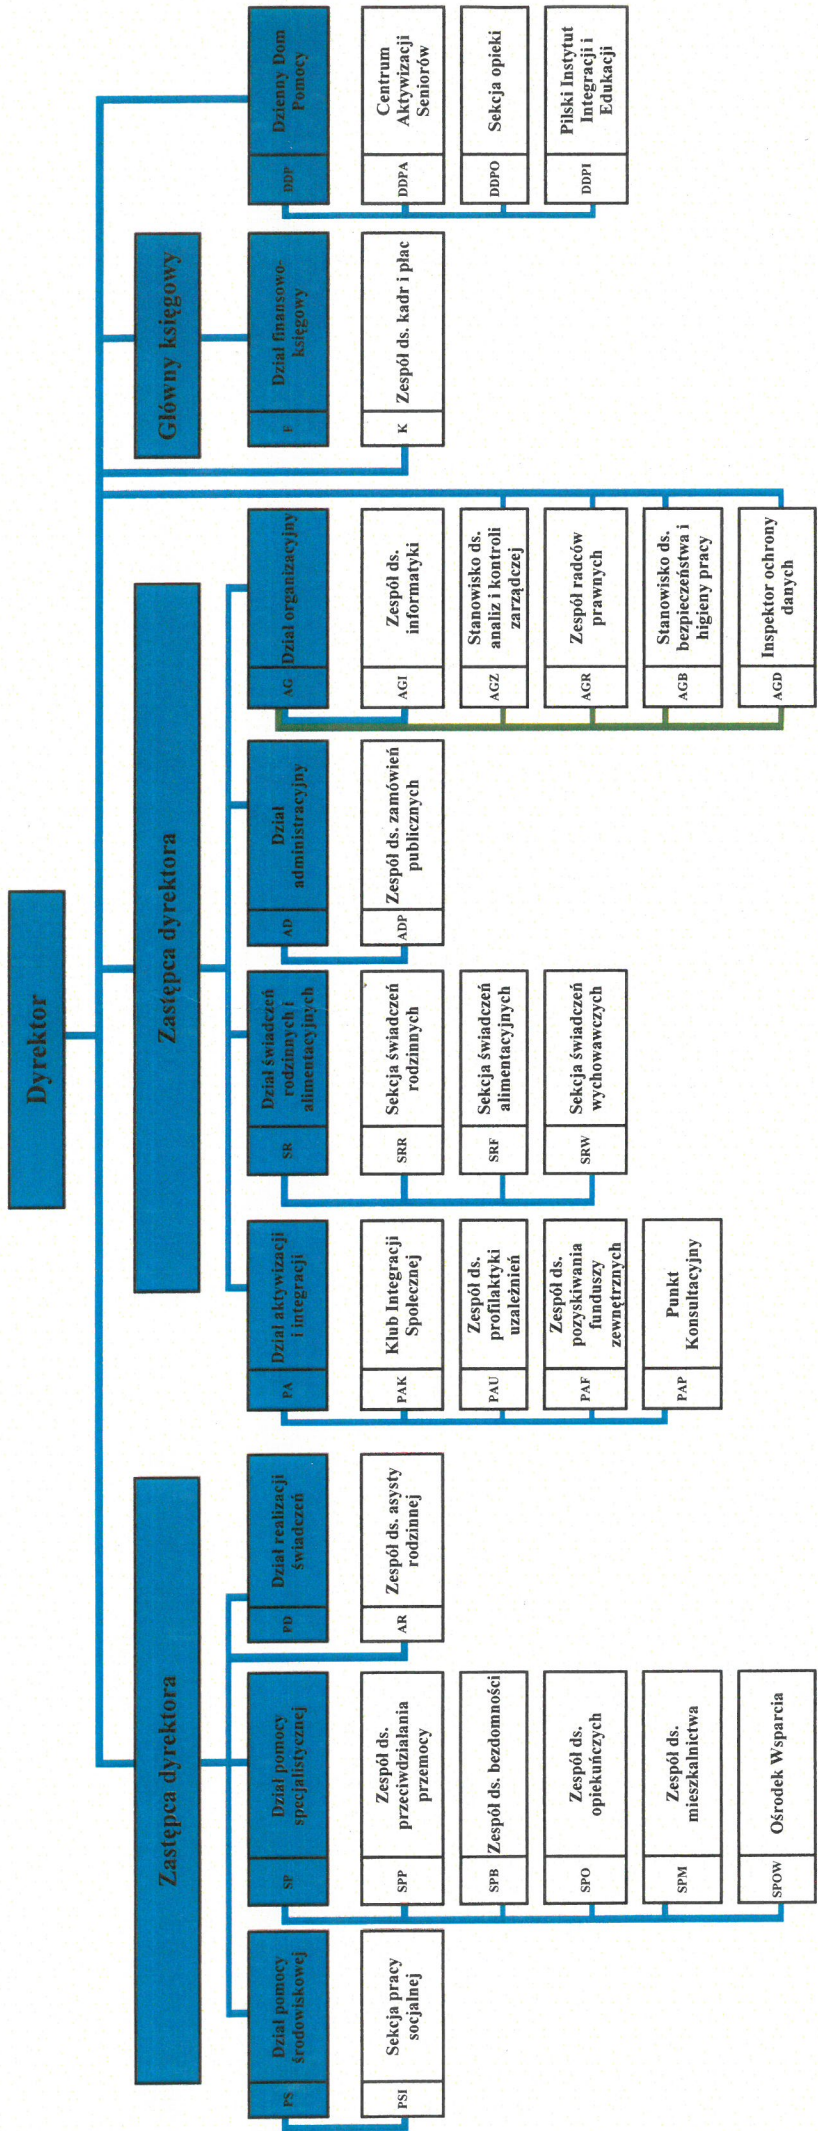 Dyrektor
Zastępca dyrektora
Zastępca dyrektora
Główny księgowy
PS
Dział pomocy
środowiskowej
PSI
Sekcja pracy
socjalnej
SP
Dział pomocy
specjalistycznej
SPP
Zespół ds.
przeciwdziałania
przemocy
SPB
Zespół ds. bezdomności
SPO
Zespół ds.
opiekuńczych
SPM
Zespół ds.
mieszkalnictwa
SPOW
Ośrodek Wsparcia
PD
Dział realizacji
świadczeń
AR
Zespół ds. asysty
rodzinnej
PA
Dział aktywizacji
i integracji
PAK
Klub Integracji
Społecznej
PAU
Zespół ds.
profilaktyki
uzależnień
PAF
Zespół ds.
pozyskiwania
funduszy
zewnętrznych
PAP
Punkt
Konsultacyjny
SR
Dział świadczeń
rodzinnych i
alimentacyjnych
SRR
Sekcja świadczeń
rodzinnych
SRF
Sekcja świadczeń
alimentacyjnych
SRW
Sekcja świadczeń
wychowawczych
AD
Dział
administracyjny
ADP
Zespół ds. zamówień
publicznych
AG
Dział organizacyjny
AGI
Zespół ds.
informatyki
AGZ
Stanowisko ds.
analiz i kontroli
zarządczej
AGR
Zespół radców
prawnych
AGB
Stanowisko ds.
bezpieczeństwa i
higieny pracy
AGD
Inspektor ochrony
danych
F
Dział finansowo-
księgowy
K
Zespół ds. kadr i płac
DDP
Dzienny Dom
Pomocy
DDPA
Centrum
Aktywizacji
Seniorów
DDPO
Sekcja opieki
DDPI
Pilski Instytut
Integracji i
Edukacji